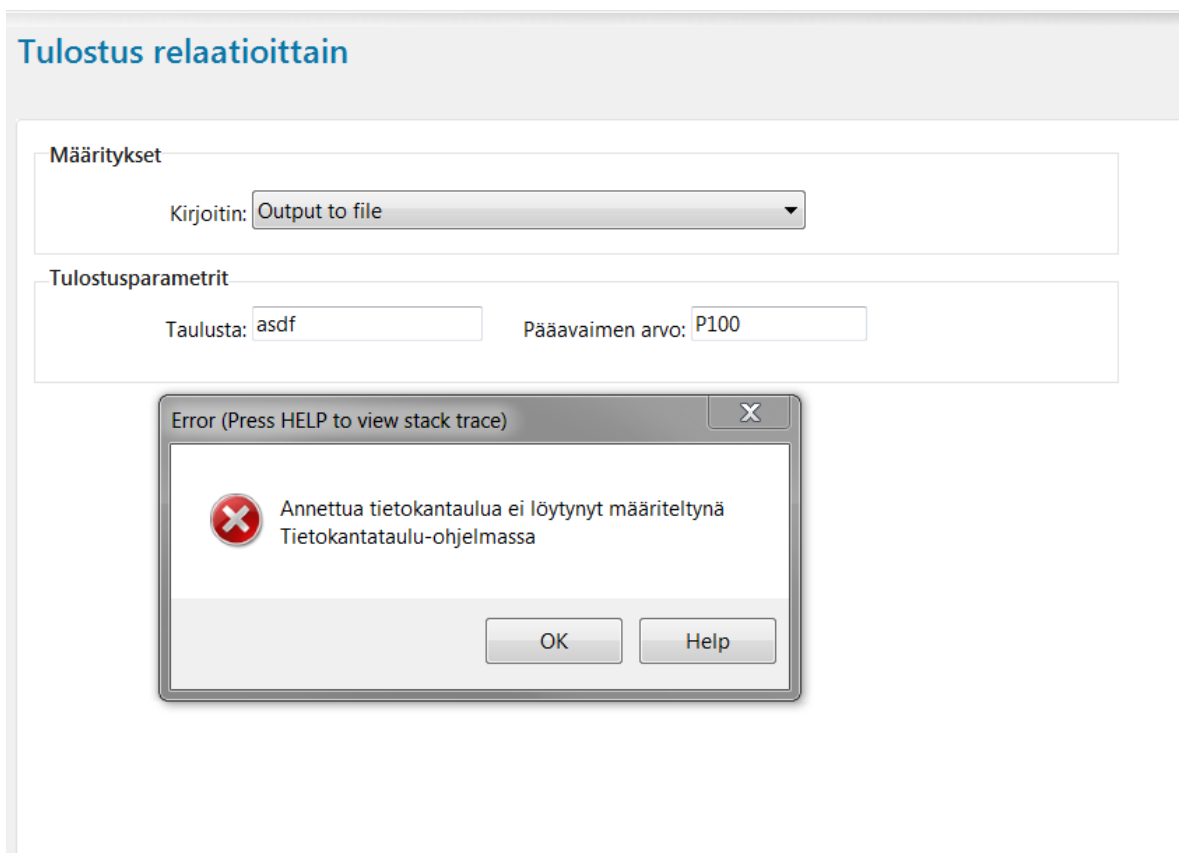 Tulostus relaatioittain
Määritykset
Kirjoitin: Output to file
Tulostusparametrit
Taulusta: asdf Pääavaimen arvo: P100
Error (Press HELP to view stack trace)
Annettua tietokantaulua ei löytynyt määriteltynä
Tietokantataulu-ohjelmassa
OK Help